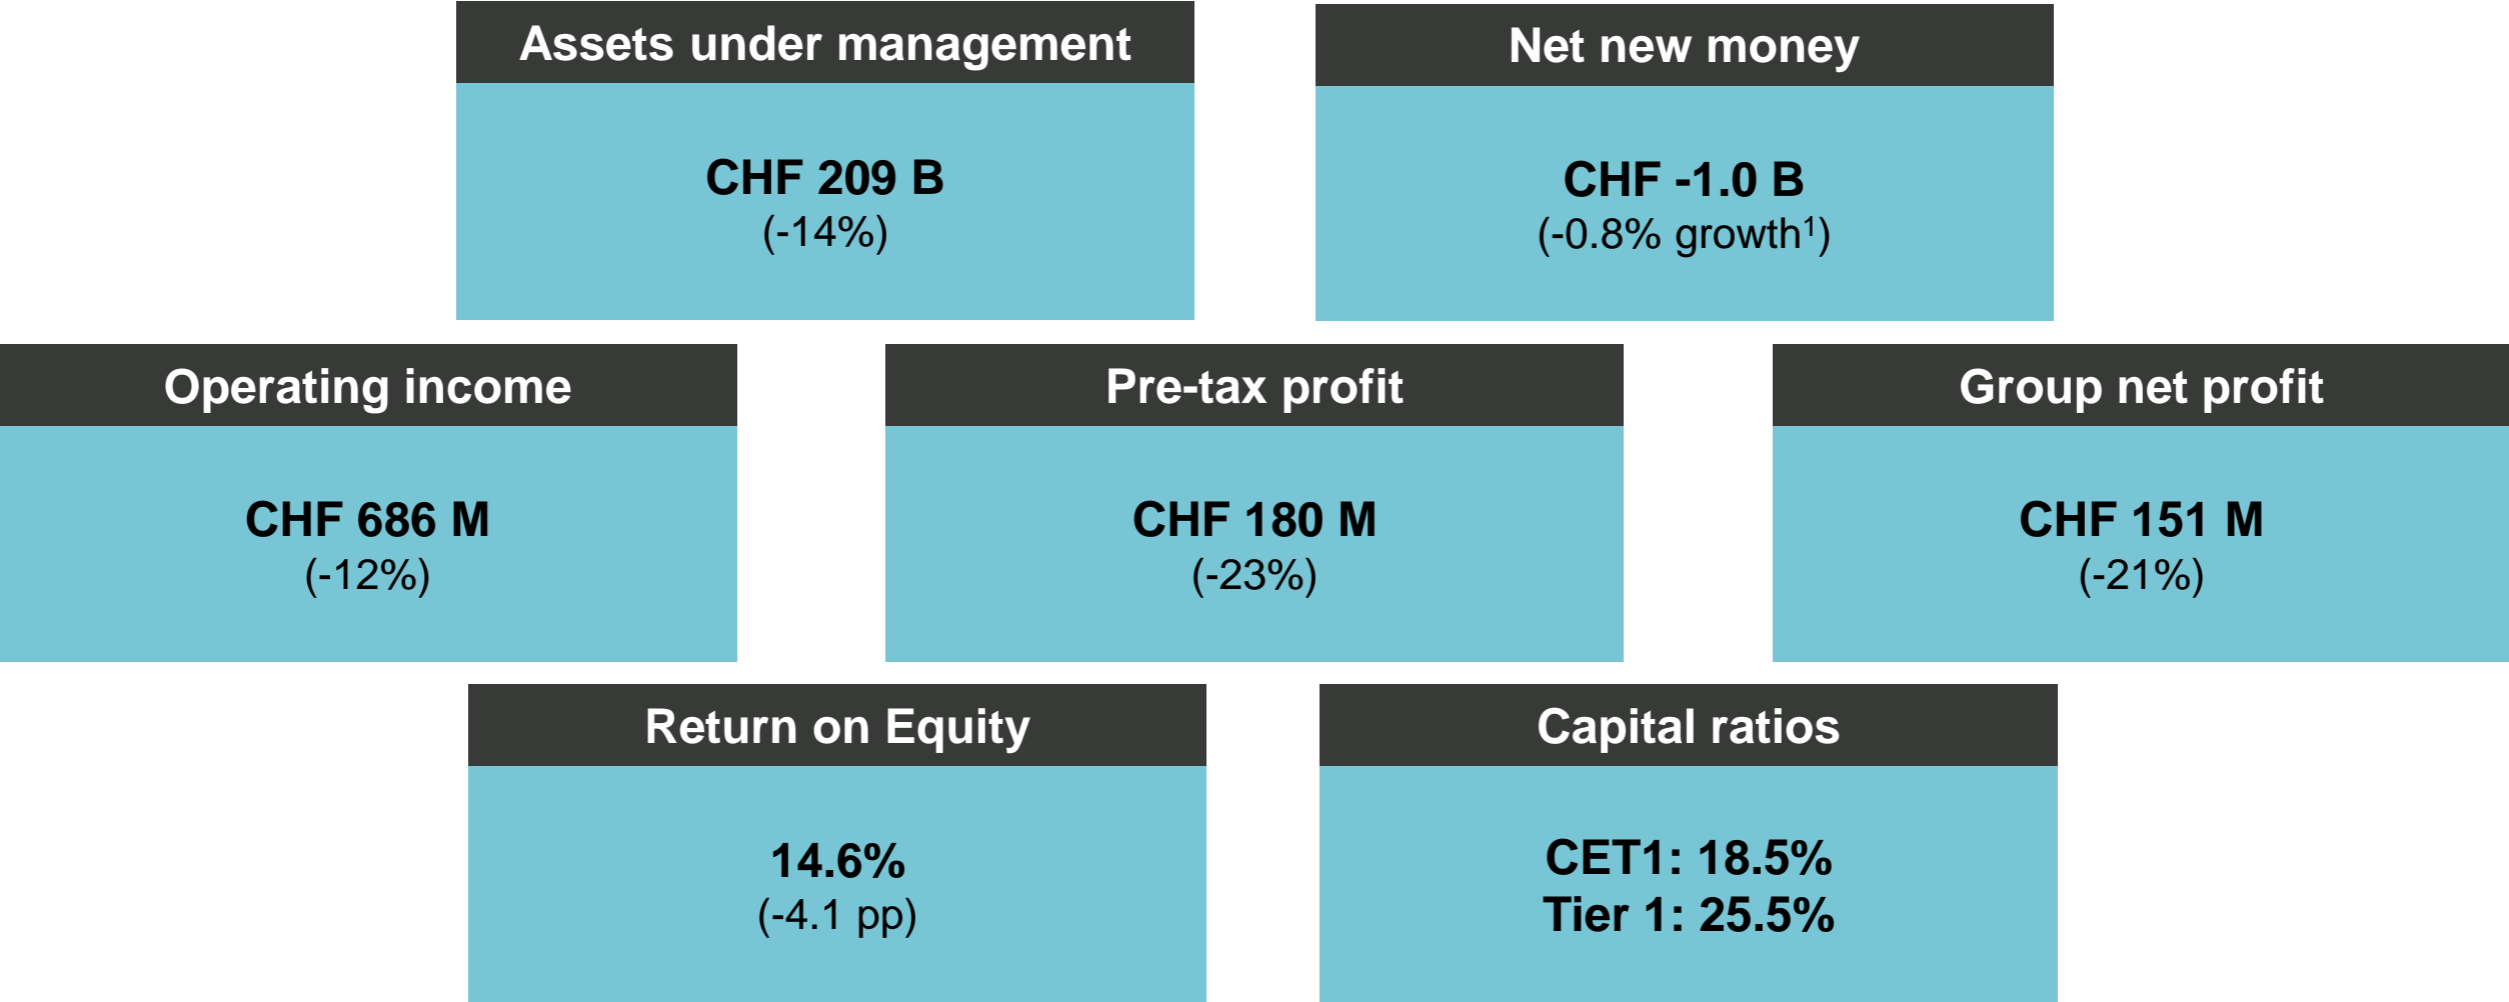 Assets under management
CHF 209 B
(-14%)
Net new money
CHF -1.0 B
(-0.8% growth¹)
Operating income
CHF 686 M
(-12%)
Pre-tax profit
CHF 180 M
(-23%)
Group net profit
CHF 151 M
(-21%)
Return on Equity
14.6%
(-4.1 pp)
Capital ratios
CET1: 18.5%
Tier 1: 25.5%